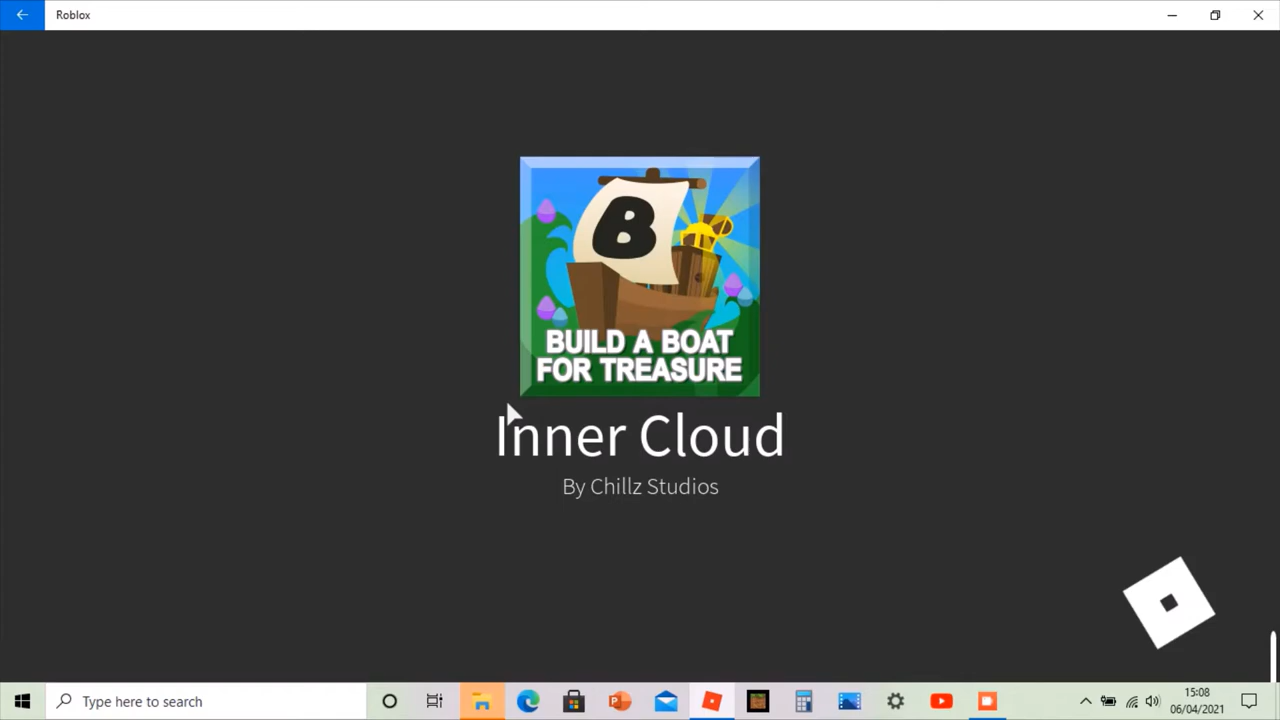 Roblox
B
BUILD A BOAT
FOR TREASURE
Inner Cloud
By Chillz Studios
Type here to search
15:08
06/04/2021